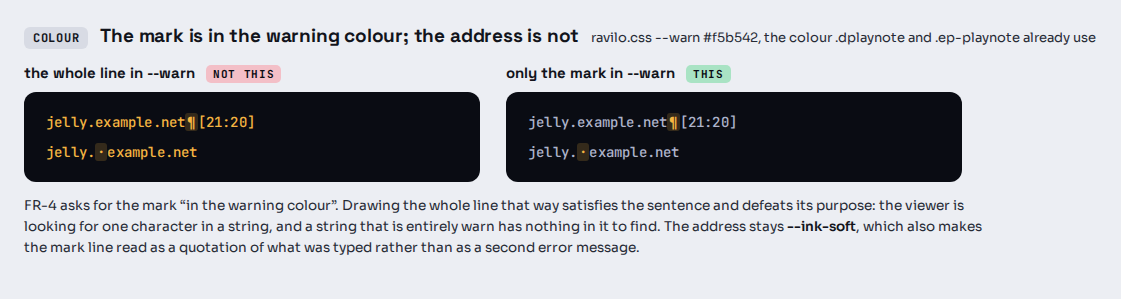 COLOUR The mark is in the warning colour; the address is not ravilo.css --warn #f5b542, the colour .dplaynote and .ep-playnote already use
the whole line in --warn NOT THIS
jelly.example.net¶[21:20]
jelly.·example.net
only the mark in --warn THIS
jelly.example.net¶[21:20]
jelly.·example.net
FR-4 asks for the mark “in the warning colour”. Drawing the whole line that way satisfies the sentence and defeats its purpose: the viewer is
looking for one character in a string, and a string that is entirely warn has nothing in it to find. The address stays --ink-soft, which also makes
the mark line read as a quotation of what was typed rather than as a second error message.